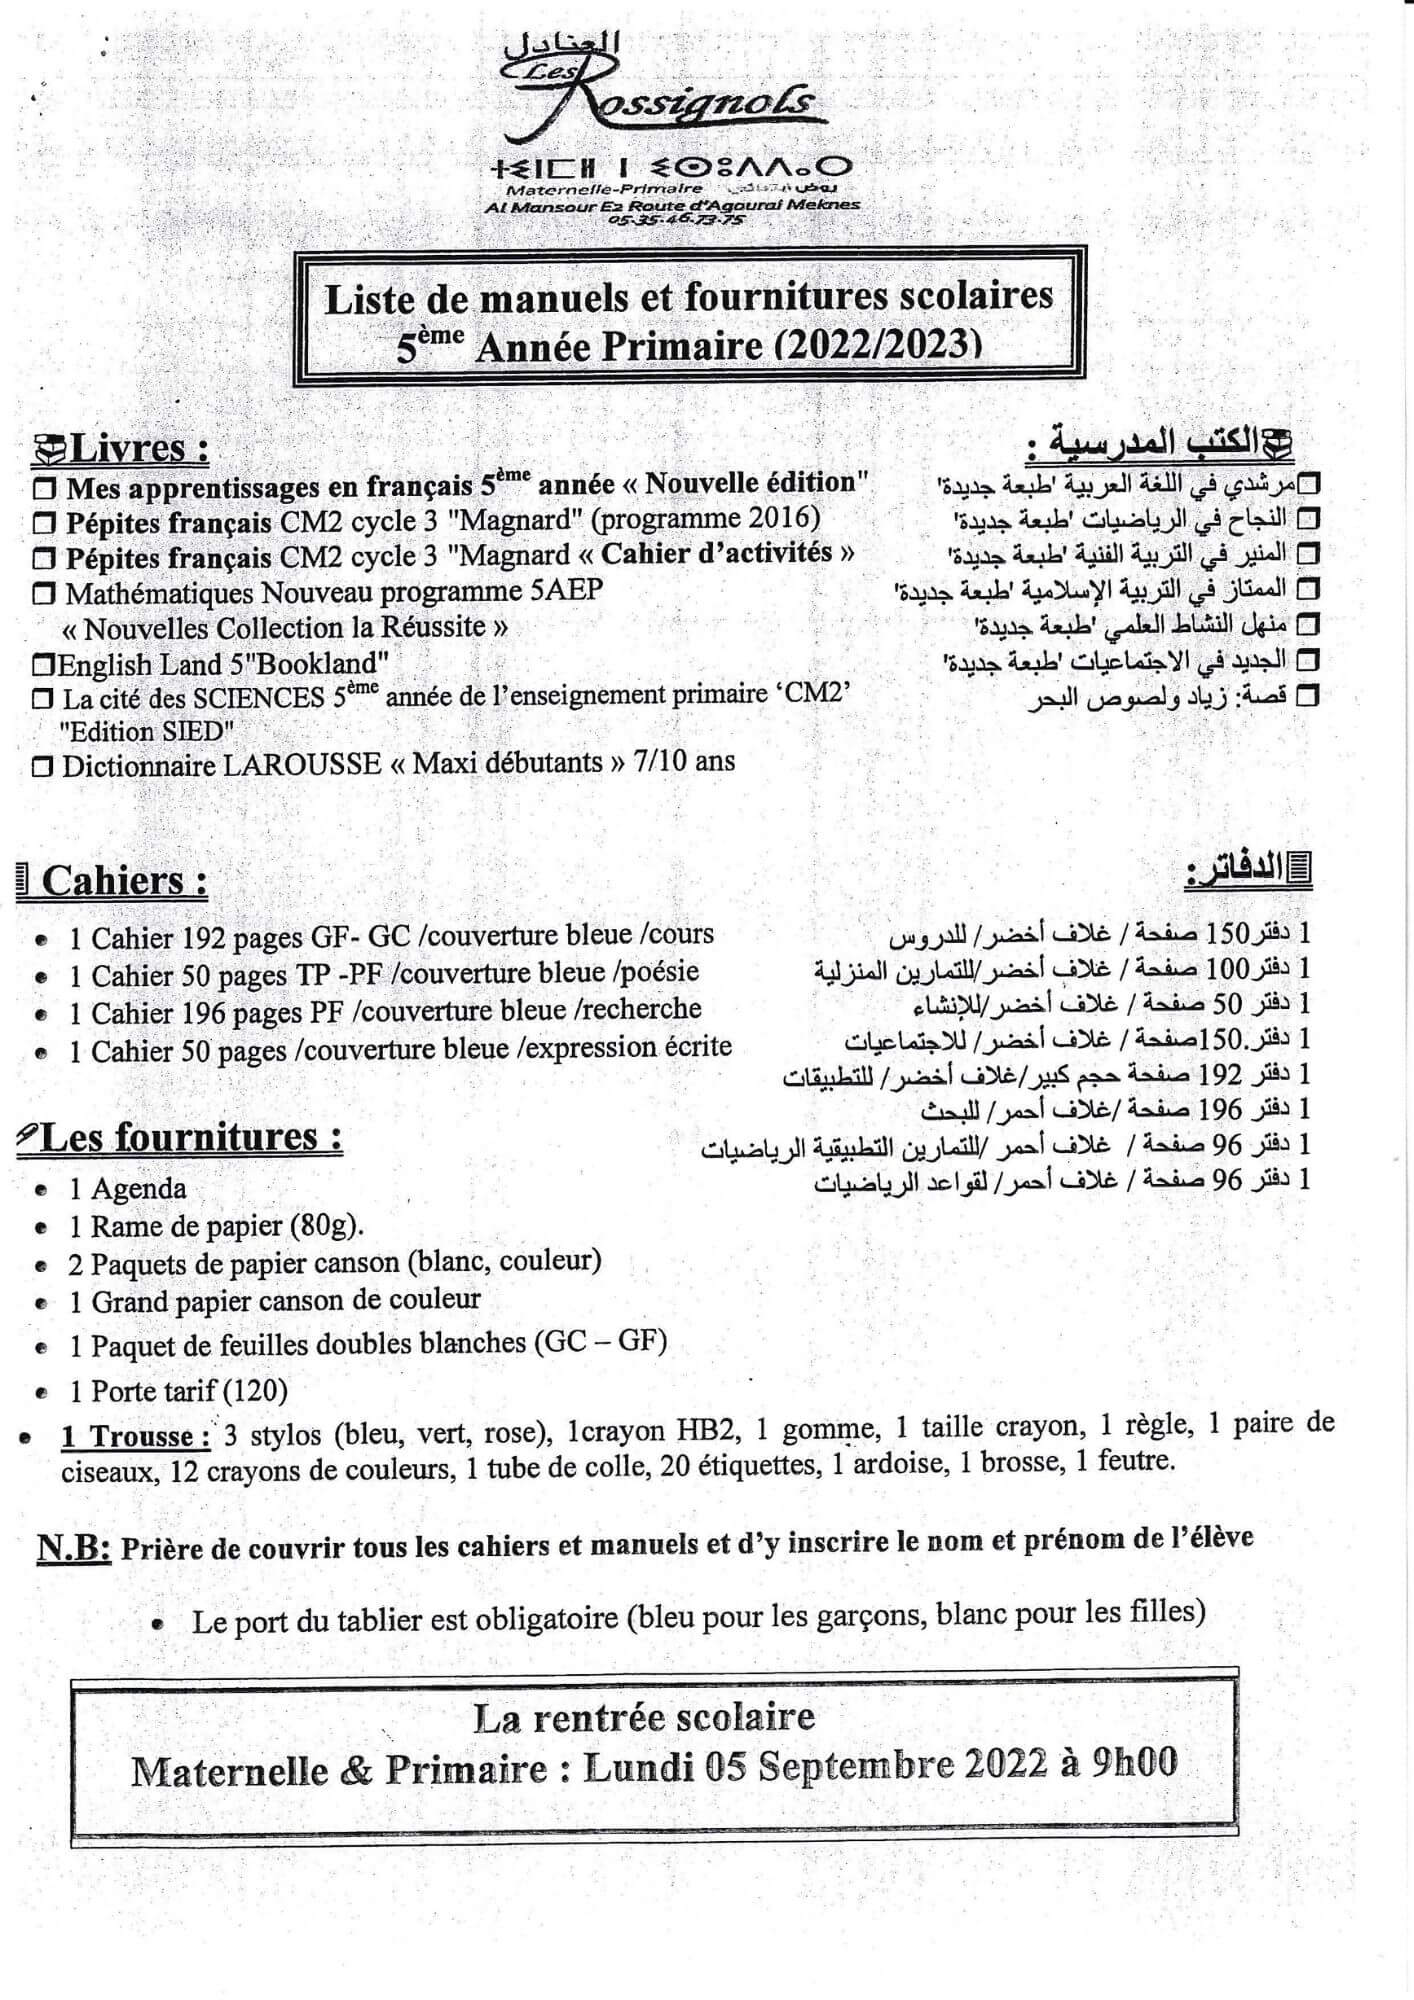 العنادل
Les Rossignols
ⵜⵉⵏⵎⵍ ⵏ ⵉⵙⵓⴷⴷⴰⵔ
Maternelle-Primaire
Al Mansour E2 Route d'Agourai Meknes
05-35-46-73-75
Liste de manuels et fournitures scolaires
5ème Année Primaire (2022/2023)
Livres :
❒ Mes apprentissages en français 5ème année « Nouvelle édition"
❒ Pépites français CM2 cycle 3 "Magnard" (programme 2016)
❒ Pépites français CM2 cycle 3 "Magnard « Cahier d'activités »
❒ Mathématiques Nouveau programme 5AEP
« Nouvelles Collection la Réussite »
❒English Land 5"Bookland"
❒ La cité des SCIENCES 5ème année de l'enseignement primaire 'CM2'
"Edition SIED"
❒ Dictionnaire LAROUSSE « Maxi débutants » 7/10 ans
الكتب المدرسية :
❒مرشدي في اللغة العربية 'طبعة جديدة'
❒ النجاح في الرياضيات 'طبعة جديدة'
❒ المنير في التربية الفنية 'طبعة جديدة'
❒ الممتاز في التربية الإسلامية 'طبعة جديدة'
❒ منهل النشاط العلمي 'طبعة جديدة'
❒ الجديد في الاجتماعيات 'طبعة جديدة'
❒ قصة: زياد ولصوص البحر
Cahiers :
• 1 Cahier 192 pages GF- GC /couverture bleue /cours
• 1 Cahier 50 pages TP -PF /couverture bleue /poésie
• 1 Cahier 196 pages PF /couverture bleue /recherche
• 1 Cahier 50 pages /couverture bleue /expression écrite
الدفاتر:
1 دفتر150 صفحة / غلاف أخضر/ للدروس
1 دفتر100 صفحة / غلاف أخضر/للتمارين المنزلية
1 دفتر 50 صفحة / غلاف أخضر/للإنشاء
1 دفتر.150صفحة / غلاف أخضر/ للاجتماعيات
1 دفتر 192 صفحة حجم كبير/غلاف أخضر/ للتطبيقات
1 دفتر 196 صفحة /غلاف أحمر/ للبحث
1 دفتر 96 صفحة / غلاف أحمر /للتمارين التطبيقية الرياضيات
1 دفتر 96 صفحة / غلاف أحمر/ لقواعد الرياضيات
Les fournitures :
• 1 Agenda
• 1 Rame de papier (80g).
• 2 Paquets de papier canson (blanc, couleur)
• 1 Grand papier canson de couleur
• 1 Paquet de feuilles doubles blanches (GC – GF)
• 1 Porte tarif (120)
• 1 Trousse : 3 stylos (bleu, vert, rose), 1crayon HB2, 1 gomme, 1 taille crayon, 1 règle, 1 paire de
ciseaux, 12 crayons de couleurs, 1 tube de colle, 20 étiquettes, 1 ardoise, 1 brosse, 1 feutre.
N.B: Prière de couvrir tous les cahiers et manuels et d'y inscrire le nom et prénom de l'élève
• Le port du tablier est obligatoire (bleu pour les garçons, blanc pour les filles)
La rentrée scolaire
Maternelle & Primaire : Lundi 05 Septembre 2022 à 9h00